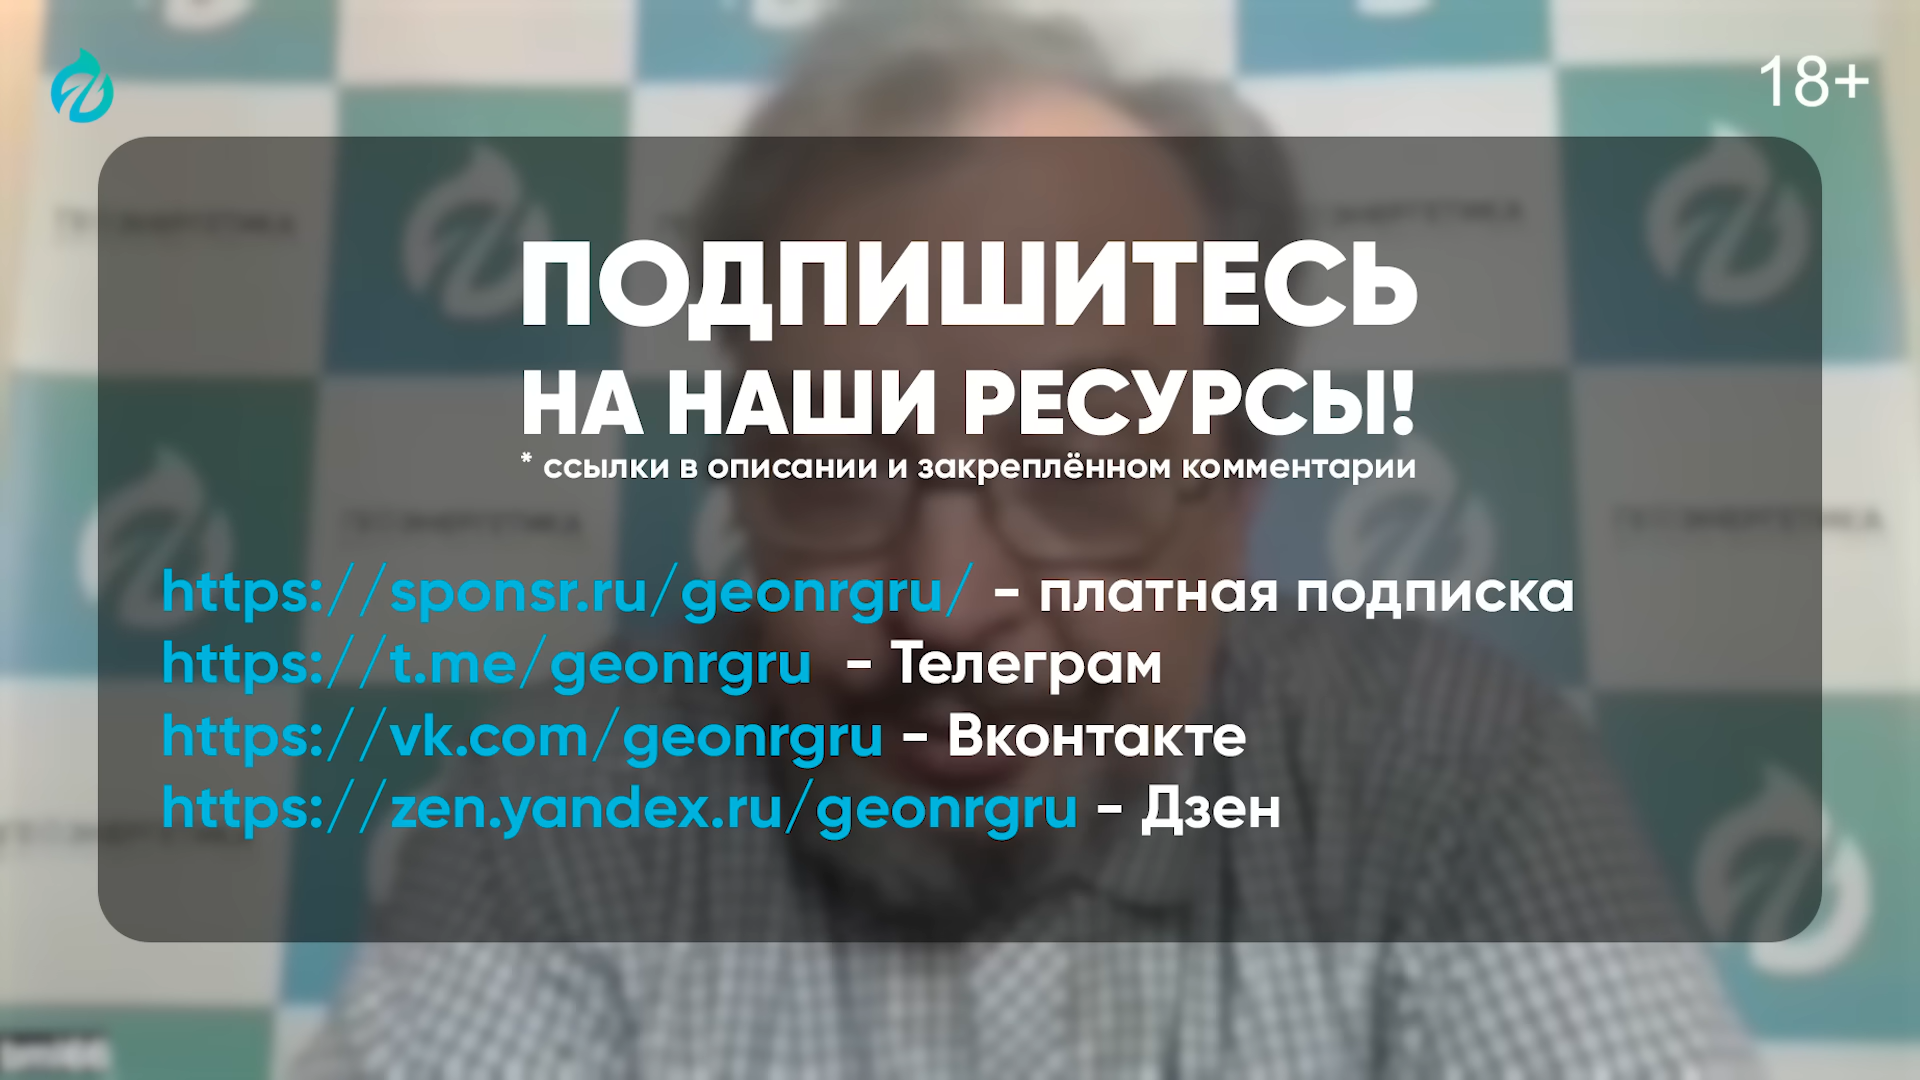 18+
ПОДПИШИТЕСЬ
НА НАШИ РЕСУРСЫ!
* ссылки в описании и закреплённом комментарии
https://sponsr.ru/geonrgru/ - платная подписка
https://t.me/geonrgru - Телеграм
https://vk.com/geonrgru - Вконтакте
https://zen.yandex.ru/geonrgru - Дзен